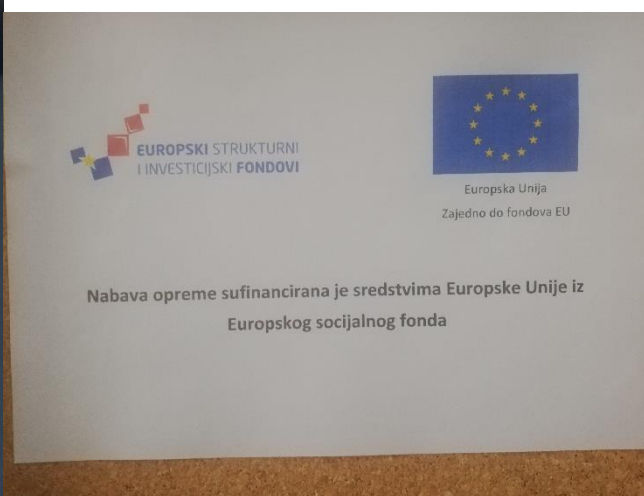 EUROPSKI STRUKTURNI
I INVESTICIJSKI FONDOVI
Europska Unija
Zajedno do fondova EU
Nabava opreme sufinancirana je sredstvima Europske Unije iz
Europskog socijalnog fonda